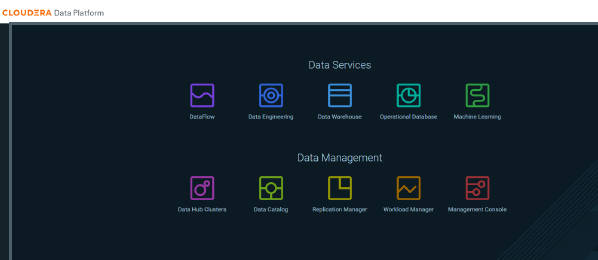 CLOUDERA Data Platform
Data Services
DataFlow Data Engineering Data Warehouse Operational Database Machine Learning
Data Management
Data Hub Clusters Data Catalog Replication Manager Workload Manager Management Console